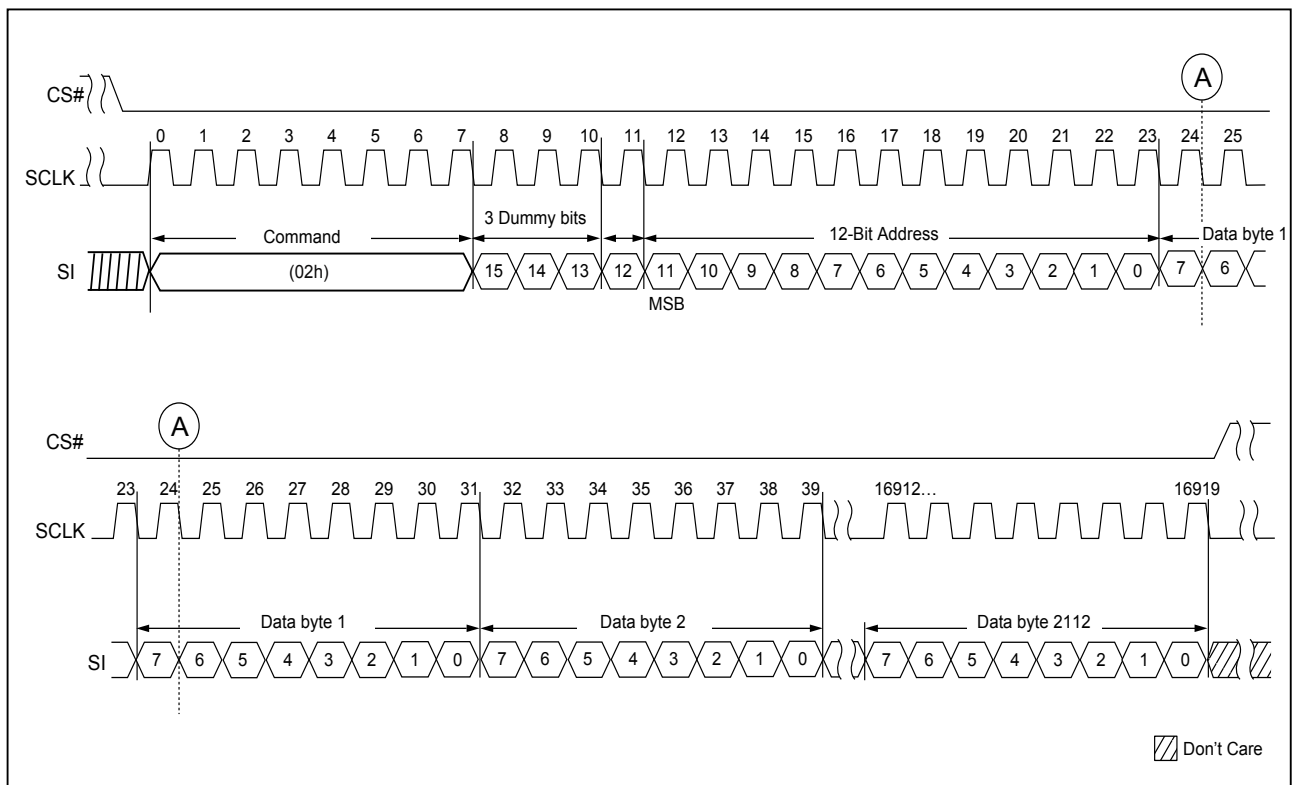 A
CS#
0 1 2 3 4 5 6 7 8 9 10 11 12 13 14 15 16 17 18 19 20 21 22 23 24 25
SCLK
3 Dummy bits
Command 12-Bit Address Data byte 1
SI (02h) 15 14 13 12 11 10 9 8 7 6 5 4 3 2 1 0 7 6
MSB
A
CS#
23 24 25 26 27 28 29 30 31 32 33 34 35 36 37 38 39 16912... 16919
SCLK
Data byte 1 Data byte 2 Data byte 2112
SI 7 6 5 4 3 2 1 0 7 6 5 4 3 2 1 0 7 6 5 4 3 2 1 0
Don't Care